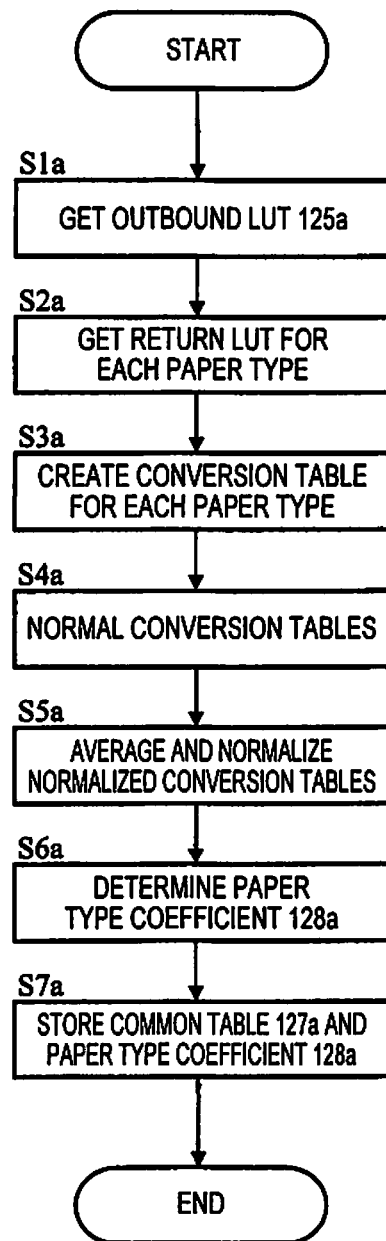 START
S1a
GET OUTBOUND LUT 125a
S2a
GET RETURN LUT FOR
EACH PAPER TYPE
S3a
CREATE CONVERSION TABLE
FOR EACH PAPER TYPE
S4a
NORMAL CONVERSION TABLES
S5a
AVERAGE AND NORMALIZE
NORMALIZED CONVERSION TABLES
S6a
DETERMINE PAPER
TYPE COEFFICIENT 128a
S7a
STORE COMMON TABLE 127a AND
PAPER TYPE COEFFICIENT 128a
END